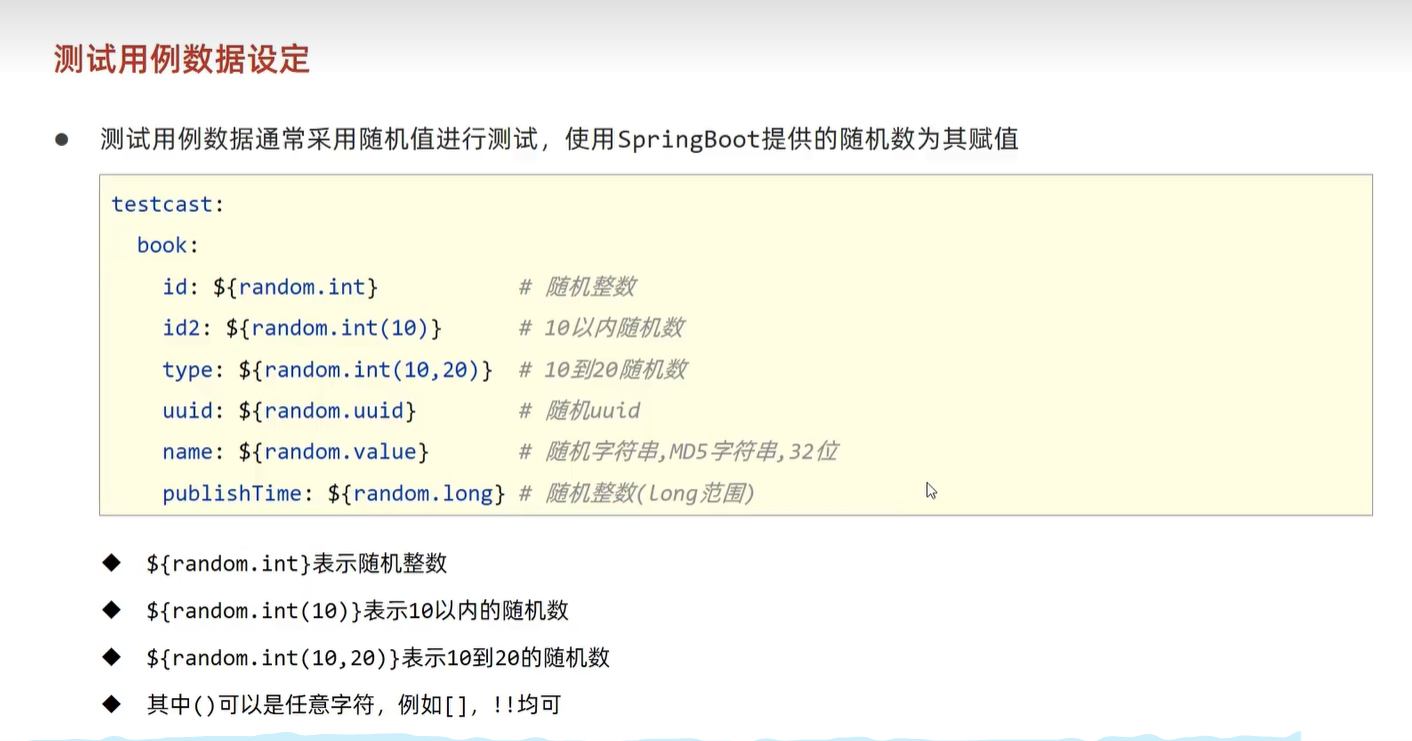 测试用例数据设定
● 测试用例数据通常采用随机值进行测试，使用SpringBoot提供的随机数为其赋值
testcast:
  book:
    id: ${random.int}           # 随机整数
    id2: ${random.int(10)}      # 10以内随机数
    type: ${random.int(10,20)}  # 10到20随机数
    uuid: ${random.uuid}        # 随机uuid
    name: ${random.value}       # 随机字符串,MD5字符串,32位
    publishTime: ${random.long} # 随机整数(long范围)
◆ ${random.int}表示随机整数
◆ ${random.int(10)}表示10以内的随机数
◆ ${random.int(10,20)}表示10到20的随机数
◆ 其中()可以是任意字符，例如[]，!!均可